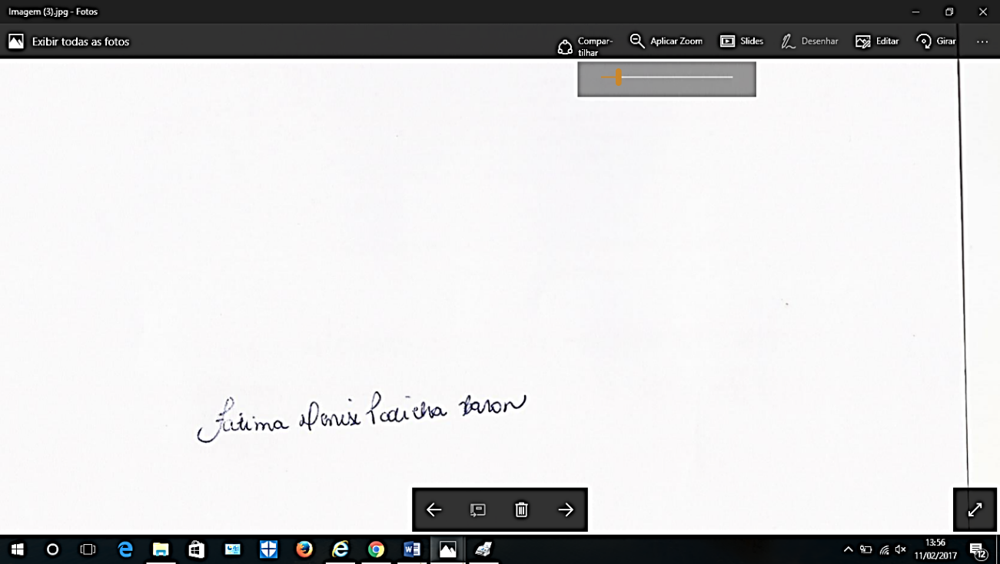 Imagem (3).jpg - Fotos
Exibir todas as fotos
Compar-
tilhar
Aplicar Zoom
Slides
Desenhar
Editar
Girar
Fatima Denise
13:56
11/02/2017
12